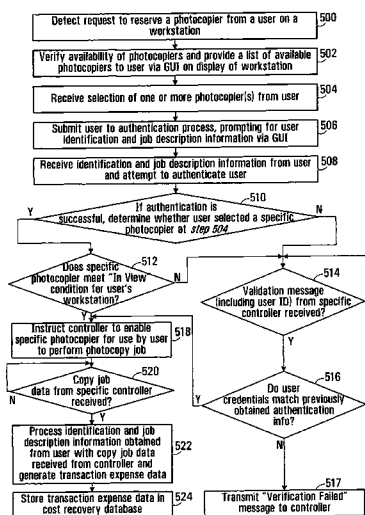 Detect request to reserve a photocopier from a user on a
workstation
500
Verify availability of photocopiers and provide a list of available
photocopiers to user via GUI on display of workstation
502
Receive selection of one or more photocopier(s) from user
504
Submit user to authentication process, prompting for user
identification and job description information via GUI
506
Receive identification and job description information from user and
attempt to authenticate user
508
510
If authentication is
successful, determine whether user selected a specific
photocopier at step 504
Y
N
512
Does specific
photocopier meet "In View
condition for user's
workstation?
N
Y
514
Validation message
(including user ID) from specific
controller received?
Y
Instruct controller to enable
specific photocopier for use by user
to perform photocopy job
518
520
Copy job
data from specific controller
received?
N
Y
516
Do user
credentials match previously
obtained authentication
info?
Y
N
Process identification and job
description information obtained
from user with copy job data
received from controller and
generate transaction expense data
522
Store transaction expense data in
cost recovery database
524
517
Transmit "Verification Failed"
message to controller